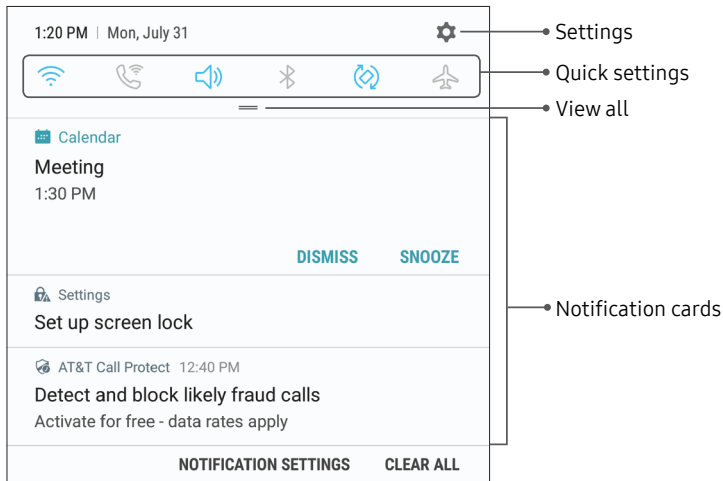 1:20 PM | Mon, July 31
Settings
Quick settings
View all
Calendar
Meeting
1:30 PM
DISMISS SNOOZE
Settings
Set up screen lock
Notification cards
AT&T Call Protect 12:40 PM
Detect and block likely fraud calls
Activate for free - data rates apply
NOTIFICATION SETTINGS CLEAR ALL